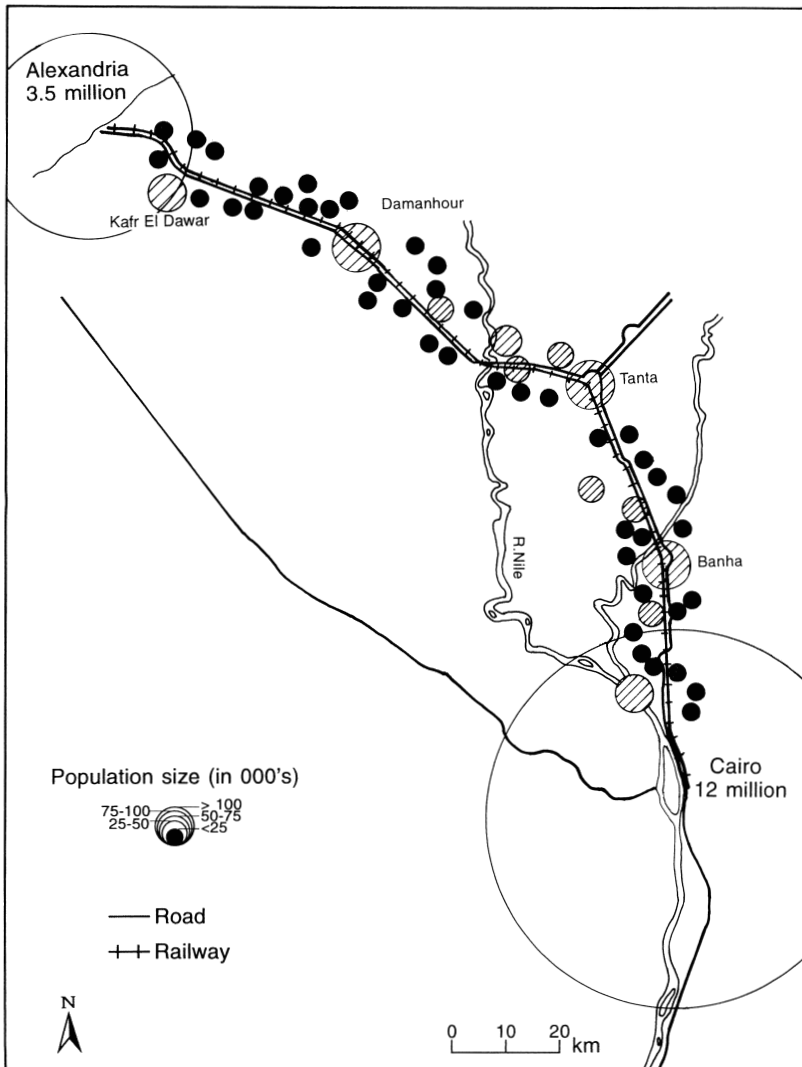 Alexandria
3.5 million
Kafr El Dawar
Damanhour
Tanta
R.Nile
Banha
Cairo
12 million
Population size (in 000's)
75-100
> 100
50-75
25-50
<25
Road
Railway
N
0 10 20 km